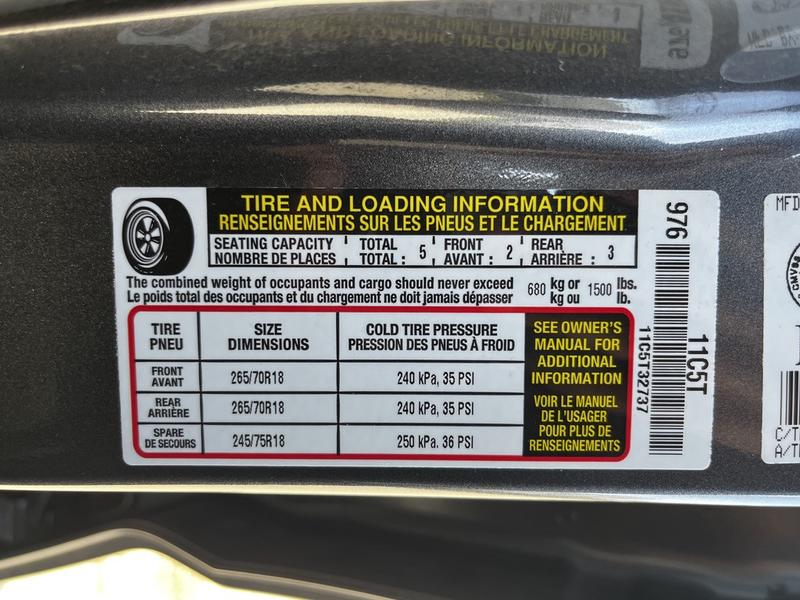 TIRE AND LOADING INFORMATION
RENSEIGNEMENTS SUR LES PNEUS ET LE CHARGEMENT
SEATING CAPACITY TOTAL FRONT REAR
NOMBRE DE PLACES TOTAL : 5 AVANT : 2 ARRIÈRE : 3
The combined weight of occupants and cargo should never exceed 680 kg or 1500 lbs.
Le poids total des occupants et du chargement ne doit jamais dépasser kg ou lb.
TIRE SIZE COLD TIRE PRESSURE
PNEU DIMENSIONS PRESSION DES PNEUS À FROID
FRONT
AVANT 265/70R18 240 kPa, 35 PSI
REAR
ARRIÈRE 265/70R18 240 kPa, 35 PSI
SPARE
DE SECOURS 245/75R18 250 kPa. 36 PSI
SEE OWNER'S
MANUAL FOR
ADDITIONAL
INFORMATION
VOIR LE MANUEL
DE L'USAGER
POUR PLUS DE
RENSEIGNEMENTS
976
11C5T32737
11C5T